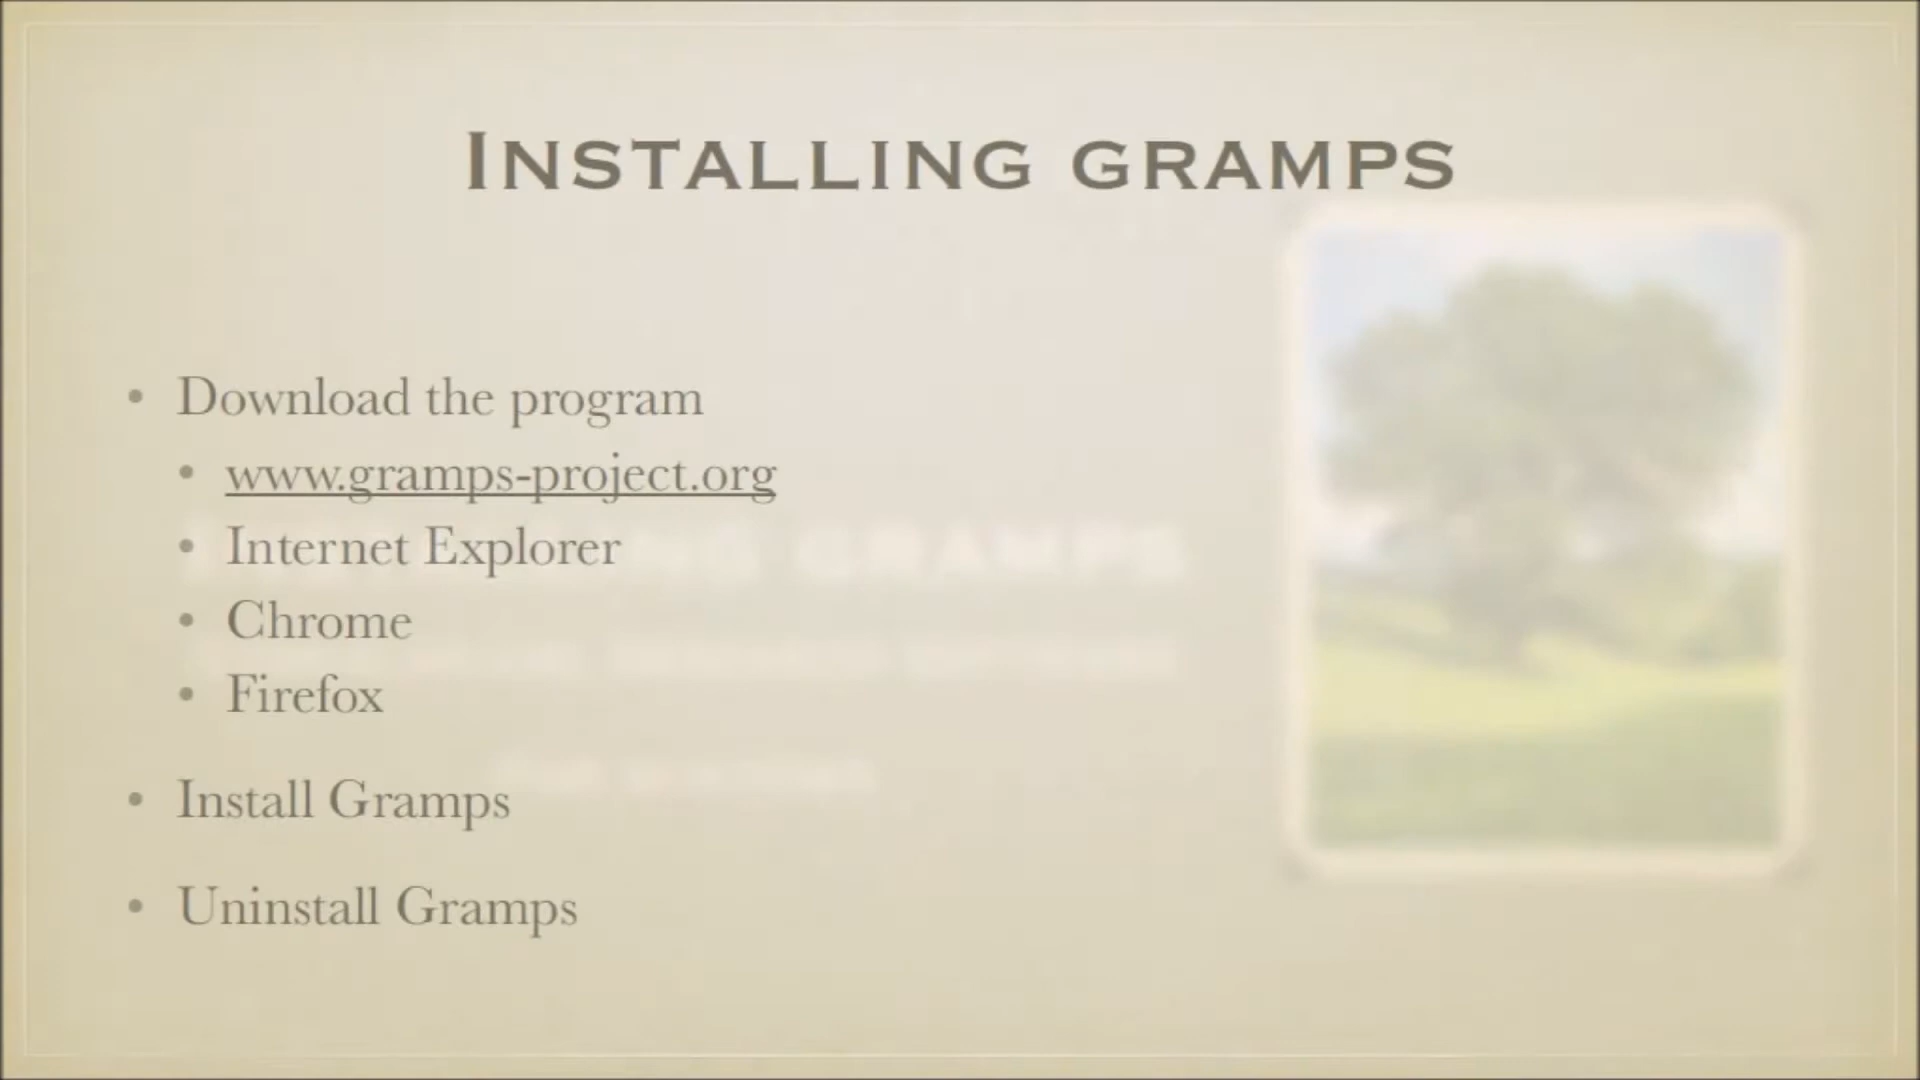 Installing gramps
• Download the program
• www.gramps-project.org
• Internet Explorer
• Chrome
• Firefox
• Install Gramps
• Uninstall Gramps